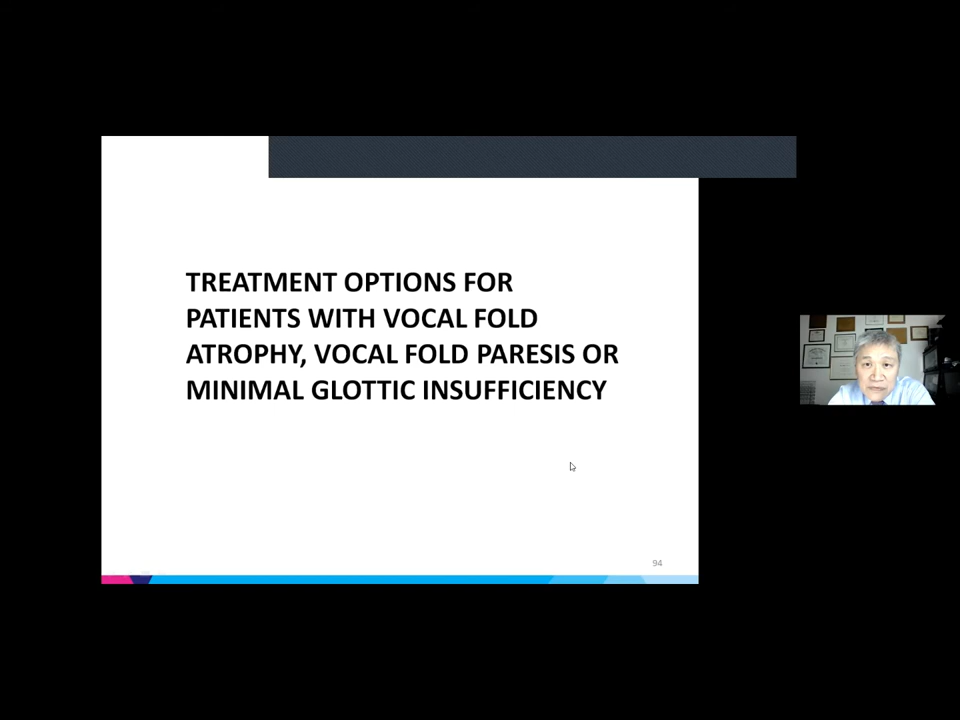 TREATMENT OPTIONS FOR
PATIENTS WITH VOCAL FOLD
ATROPHY, VOCAL FOLD PARESIS OR
MINIMAL GLOTTIC INSUFFICIENCY
94